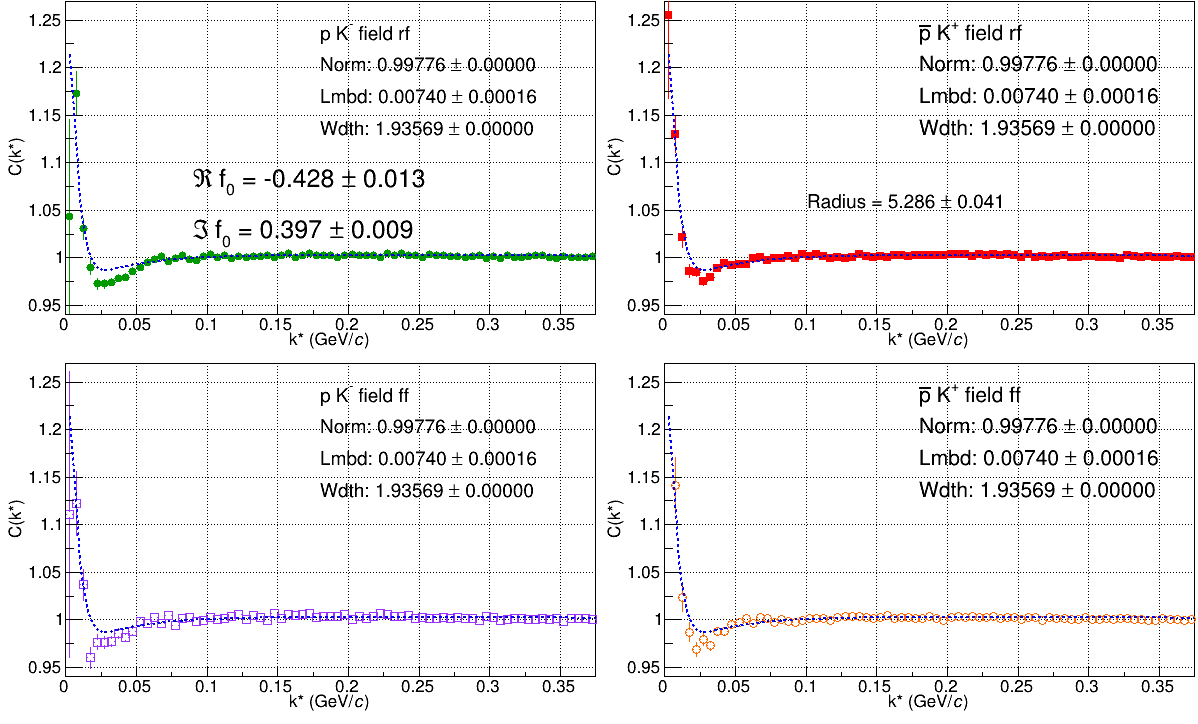 p K⁻ field rf
Norm: 0.99776 ± 0.00000
Lmbd: 0.00740 ± 0.00016
Wdth: 1.93569 ± 0.00000
ℜ f₀ = -0.428 ± 0.013
ℑ f₀ = 0.397 ± 0.009
C(k*)
1.25
1.2
1.15
1.1
1.05
1
0.95
0 0.05 0.1 0.15 0.2 0.25 0.3 0.35
k* (GeV/c)
p̅ K⁺ field rf
Norm: 0.99776 ± 0.00000
Lmbd: 0.00740 ± 0.00016
Wdth: 1.93569 ± 0.00000
Radius = 5.286 ± 0.041
C(k*)
1.25
1.2
1.15
1.1
1.05
1
0.95
0 0.05 0.1 0.15 0.2 0.25 0.3 0.35
k* (GeV/c)
p K⁻ field ff
Norm: 0.99776 ± 0.00000
Lmbd: 0.00740 ± 0.00016
Wdth: 1.93569 ± 0.00000
C(k*)
1.25
1.2
1.15
1.1
1.05
1
0.95
0 0.05 0.1 0.15 0.2 0.25 0.3 0.35
k* (GeV/c)
p̅ K⁺ field ff
Norm: 0.99776 ± 0.00000
Lmbd: 0.00740 ± 0.00016
Wdth: 1.93569 ± 0.00000
C(k*)
1.25
1.2
1.15
1.1
1.05
1
0.95
0 0.05 0.1 0.15 0.2 0.25 0.3 0.35
k* (GeV/c)